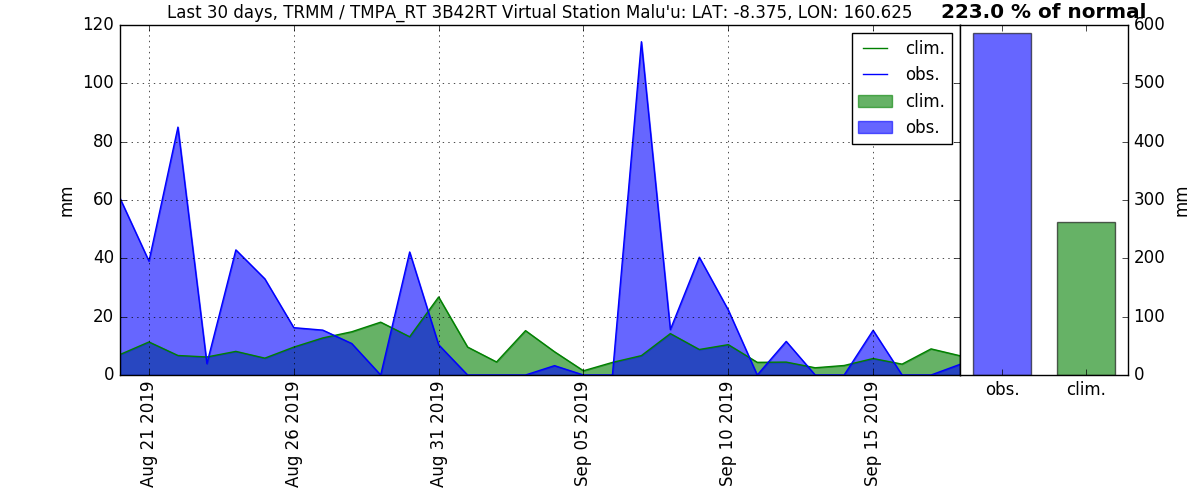 Last 30 days, TRMM / TMPA_RT 3B42RT Virtual Station Malu'u: LAT: -8.375, LON: 160.625
223.0 % of normal
120
100
80
60
40
20
0
mm
clim.
obs.
clim.
obs.
600
500
400
300
200
100
0
mm
Aug 21 2019
Aug 26 2019
Aug 31 2019
Sep 05 2019
Sep 10 2019
Sep 15 2019
obs.
clim.